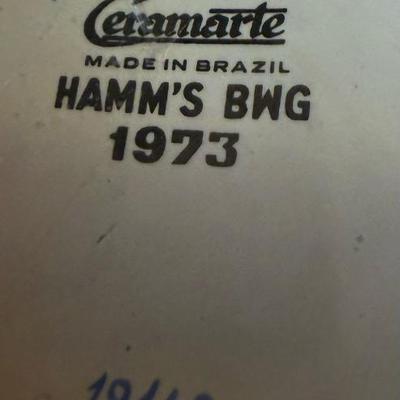 Ceramarte
MADE IN BRAZIL
HAMM'S BWG
1973